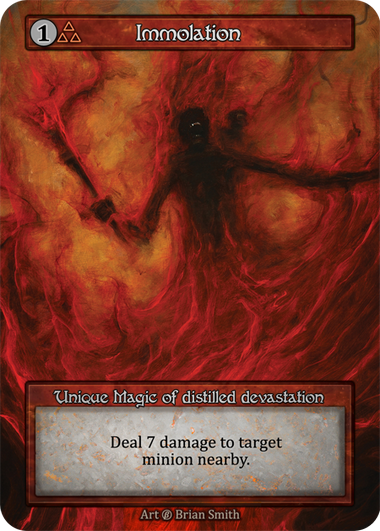 1
Immolation
Unique Magic of distilled devastation
Deal 7 damage to target
minion nearby.
Art @ Brian Smith